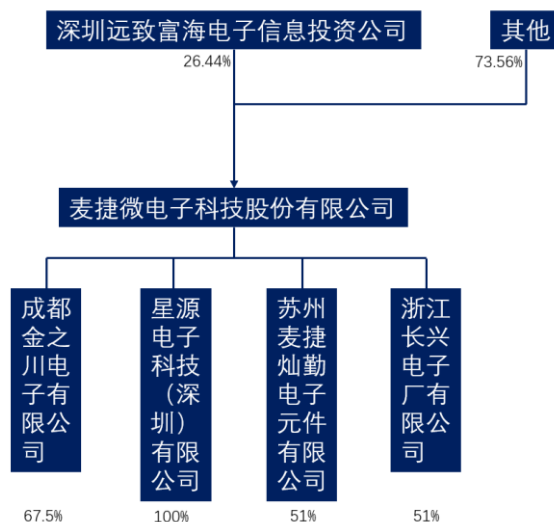 深圳远致富海电子信息投资公司
其他
26.44%
73.56%
麦捷微电子科技股份有限公司
成都
金之
川电
子有
限公
司
星源
电子
科技
（深
圳）
有限
公司
苏州
麦捷
灿勤
电子
元件
有限
公司
浙江
长兴
电子
厂有
限公
司
67.5%
100%
51%
51%